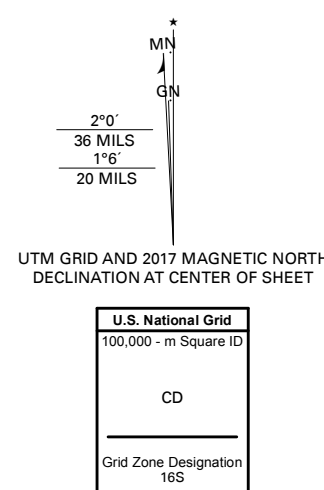 ★
MN
GN
2°0´
36 MILS
1°6´
20 MILS
UTM GRID AND 2017 MAGNETIC NORTH
DECLINATION AT CENTER OF SHEET
U.S. National Grid
100,000 - m Square ID
CD
Grid Zone Designation
16S